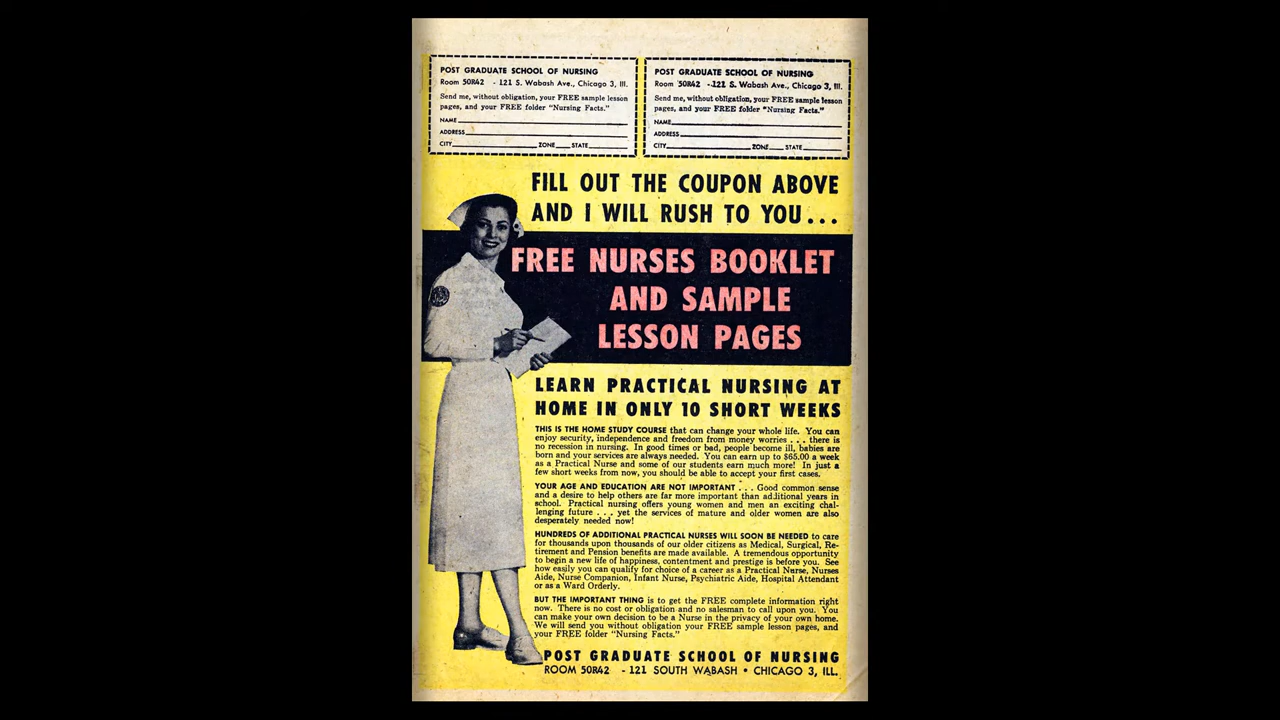 POST GRADUATE SCHOOL OF NURSING
Room 50R42 - 121 S. Wabash Ave., Chicago 3, Ill.
Send me, without obligation, your FREE sample lesson
pages, and your FREE folder "Nursing Facts."
NAME
ADDRESS
CITY ZONE STATE
POST GRADUATE SCHOOL OF NURSING
Room 50R42 - 121 S. Wabash Ave., Chicago 3, Ill.
Send me, without obligation, your FREE sample lesson
pages, and your FREE folder "Nursing Facts."
NAME
ADDRESS
CITY ZONE STATE
FILL OUT THE COUPON ABOVE
AND I WILL RUSH TO YOU...
FREE NURSES BOOKLET
AND SAMPLE
LESSON PAGES
LEARN PRACTICAL NURSING AT
HOME IN ONLY 10 SHORT WEEKS
THIS IS THE HOME STUDY COURSE that can change your whole life. You can
enjoy security, independence and freedom from money worries . . . there is
no recession in nursing. In good times or bad, people become ill, babies are
born and your services are always needed. You can earn up to $65.00 a week
as a Practical Nurse and some of our students earn much more! In just a
few short weeks from now, you should be able to accept your first cases.
YOUR AGE AND EDUCATION ARE NOT IMPORTANT . . . Good common sense
and a desire to help others are far more important than additional years in
school. Practical nursing offers young women and men an exciting chal-
lenging future . . . yet the services of mature and older women are also
desperately needed now!
HUNDREDS OF ADDITIONAL PRACTICAL NURSES WILL SOON BE NEEDED to care
for thousands upon thousands of our older citizens as Medical, Surgical, Re-
tirement and Pension benefits are made available. A tremendous opportunity
to begin a new life of happiness, contentment and prestige is before you. See
how easily you can qualify for choice of a career as a Practical Nurse, Nurses
Aide, Nurse Companion, Infant Nurse, Psychiatric Aide, Hospital Attendant
or as a Ward Orderly.
BUT THE IMPORTANT THING is to get the FREE complete information right
now. There is no cost or obligation and no salesman to call upon you. You
can make your own decision to be a Nurse in the privacy of your own home.
We will send you without obligation your FREE sample lesson pages, and
your FREE folder "Nursing Facts."
POST GRADUATE SCHOOL OF NURSING
ROOM 50R42 - 121 SOUTH WABASH • CHICAGO 3, ILL.